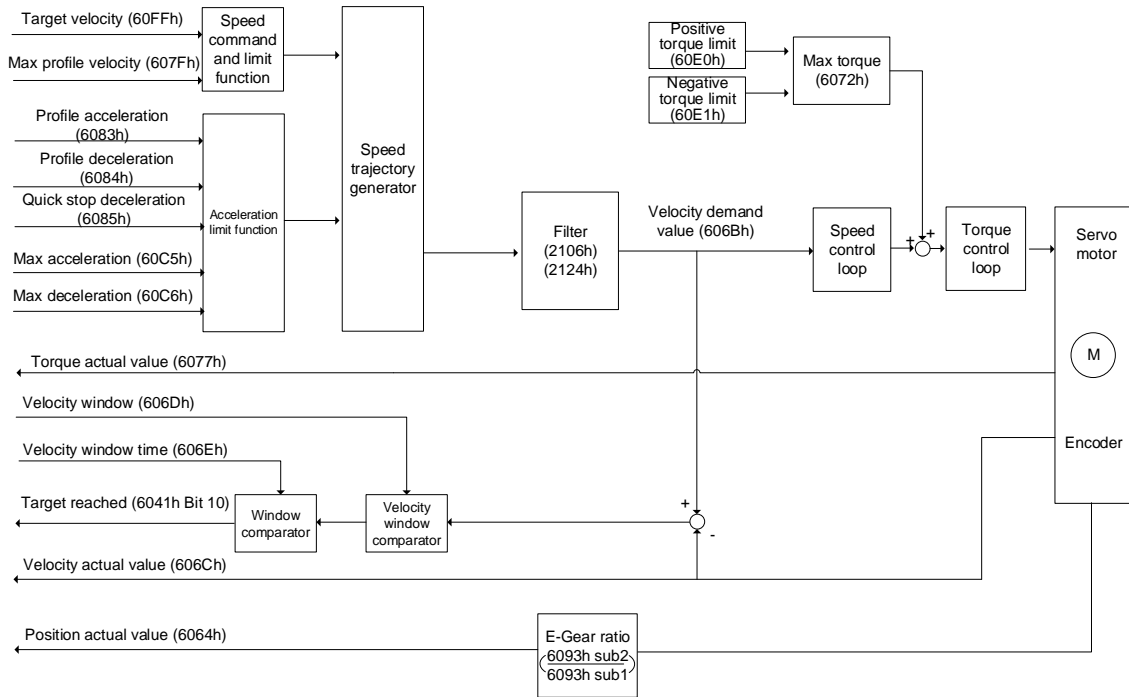 Target velocity (60FFh)
Max profile velocity (607Fh)
Speed
command
and limit
function
Profile acceleration
(6083h)
Profile deceleration
(6084h)
Quick stop deceleration
(6085h)
Max acceleration (60C5h)
Max deceleration (60C6h)
Acceleration
limit function
Speed
trajectory
generator
Filter
(2106h)
(2124h)
Velocity demand
value (606Bh)
Positive
torque limit
(60E0h)
Negative
torque limit
(60E1h)
Max torque
(6072h)
Speed
control
loop
+
+
Torque
control
loop
Servo
motor
M
Encoder
Torque actual value (6077h)
Velocity window (606Dh)
Velocity window time (606Eh)
Target reached (6041h Bit 10)
Window
comparator
Velocity
window
comparator
+
-
Velocity actual value (606Ch)
Position actual value (6064h)
E-Gear ratio
(6093h sub2
6093h sub1)